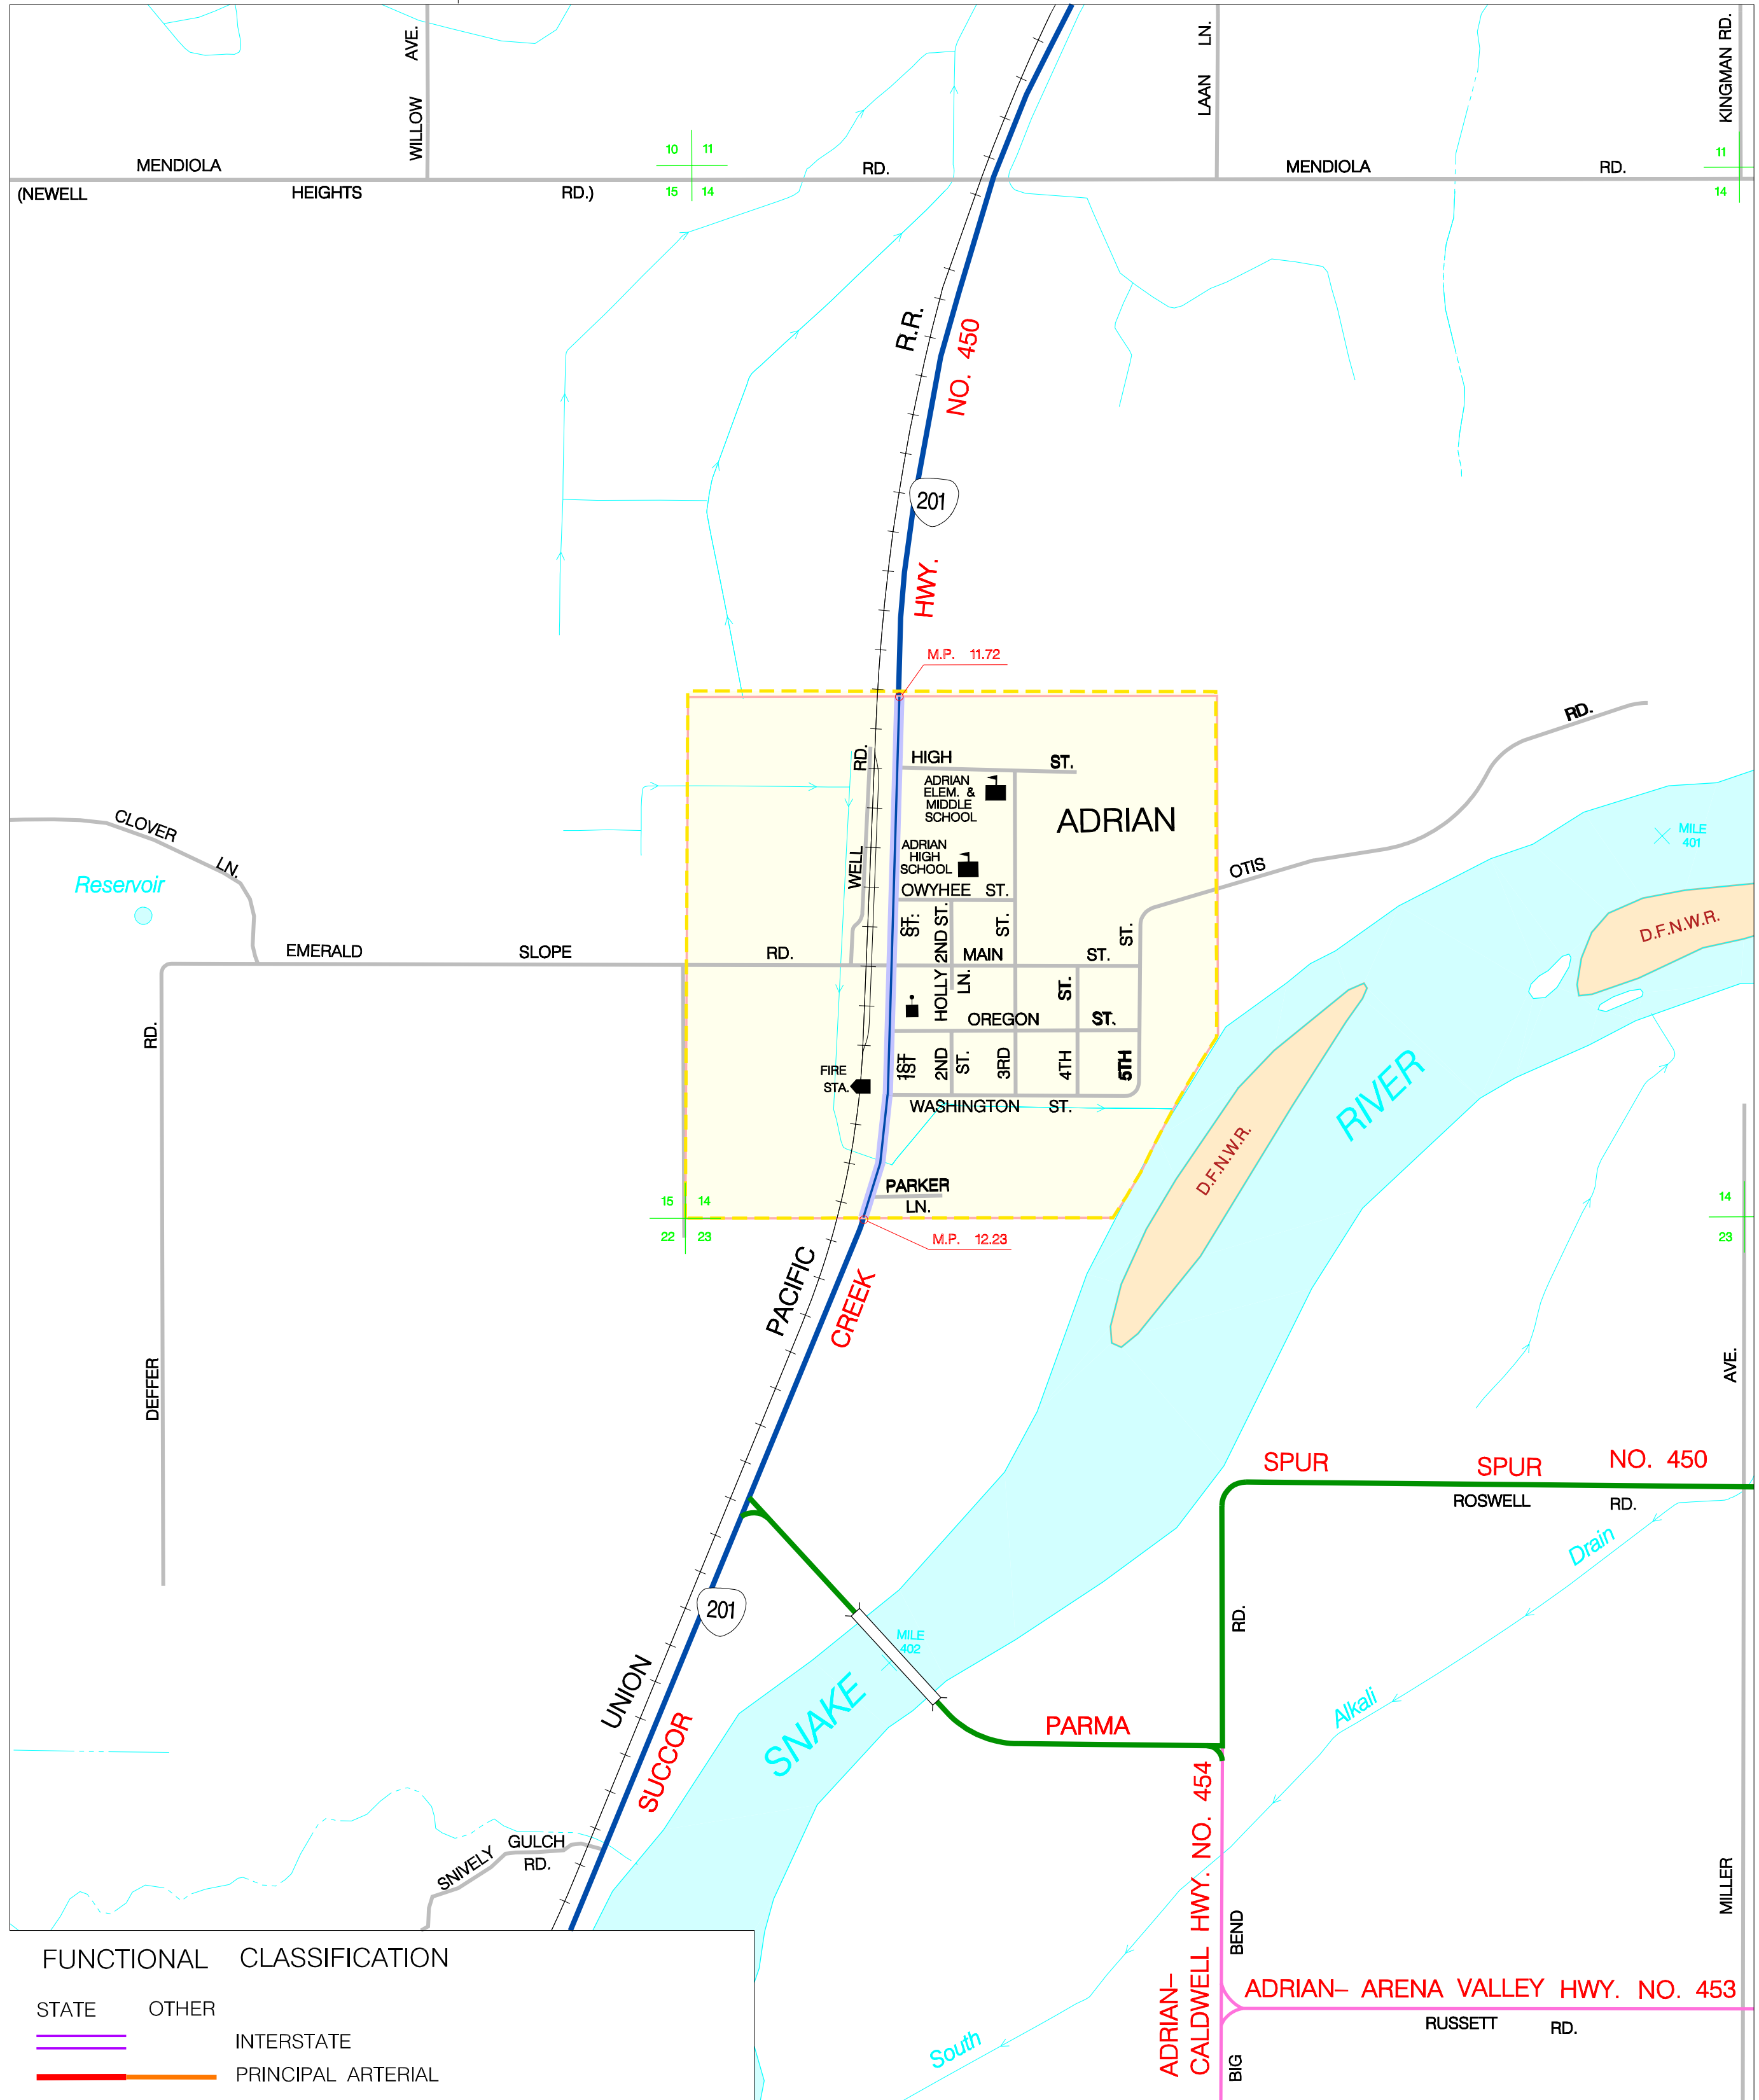 WILLOW AVE.
LAAN LN.
KINGMAN RD.
MENDIOLA RD. MENDIOLA RD.
(NEWELL HEIGHTS RD.)
10 11
15 14
11
14
R.R.
NO. 450
201
HWY.
M.P. 11.72
RD.
HIGH ST.
ADRIAN
ELEM. &
MIDDLE
SCHOOL
ADRIAN
WELL RD.
ADRIAN
HIGH
SCHOOL
OWYHEE ST.
OTIS
MILE
401
D.F.N.W.R.
CLOVER LN.
Reservoir
EMERALD SLOPE RD.
MAIN ST.
1ST ST.
1ST ST.
2ND ST.
HOLLY LN.
2ND ST.
3RD ST.
4TH ST.
5TH ST.
OREGON ST.
FIRE
STA.
WASHINGTON ST.
PARKER
LN.
15 14
22 23
M.P. 12.23
DEFFER RD.
D.F.N.W.R.
RIVER
14
23
PACIFIC
CREEK
SPUR SPUR NO. 450
ROSWELL RD.
AVE.
Drain
201
MILE
402
RD.
UNION
SUCCOR
SNAKE
PARMA
Alkali
ADRIAN–
CALDWELL HWY. NO. 454
SNIVELY GULCH
RD.
BIG BEND
MILLER
ADRIAN– ARENA VALLEY HWY. NO. 453
RUSSETT RD.
South
FUNCTIONAL CLASSIFICATION
STATE OTHER
INTERSTATE
PRINCIPAL ARTERIAL